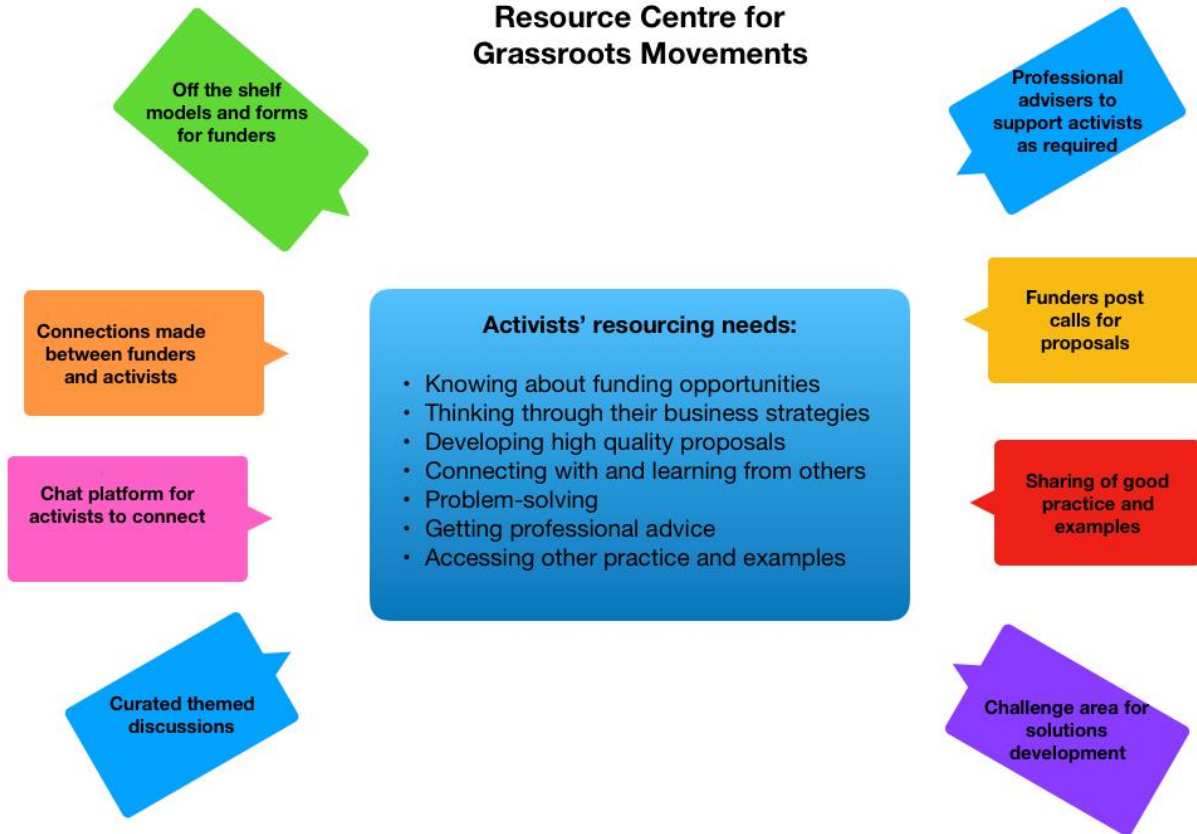 Resource Centre for
Grassroots Movements
Off the shelf
models and forms
for funders
Professional
advisers to
support activists
as required
Connections made
between funders
and activists
Funders post
calls for
proposals
Activists’ resourcing needs:
• Knowing about funding opportunities
• Thinking through their business strategies
• Developing high quality proposals
• Connecting with and learning from others
• Problem-solving
• Getting professional advice
• Accessing other practice and examples
Chat platform for
activists to connect
Sharing of good
practice and
examples
Curated themed
discussions
Challenge area for
solutions
development